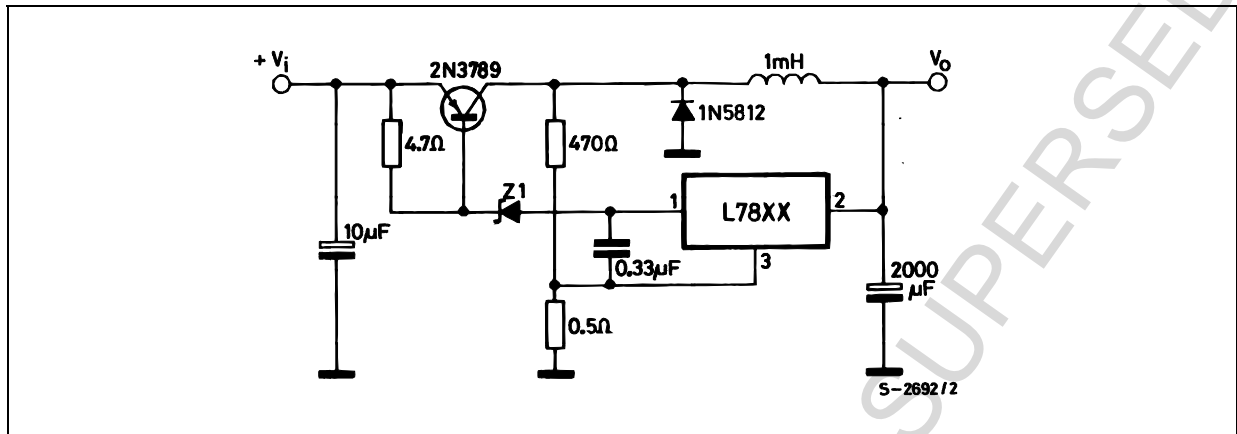 + Vi
2N3789
1mH
Vo
1N5812
4.7Ω
470Ω
Z1
1
L78XX
2
10µF
0.33µF
3
2000
µF
0.5Ω
S-2692/2
SUPERSE